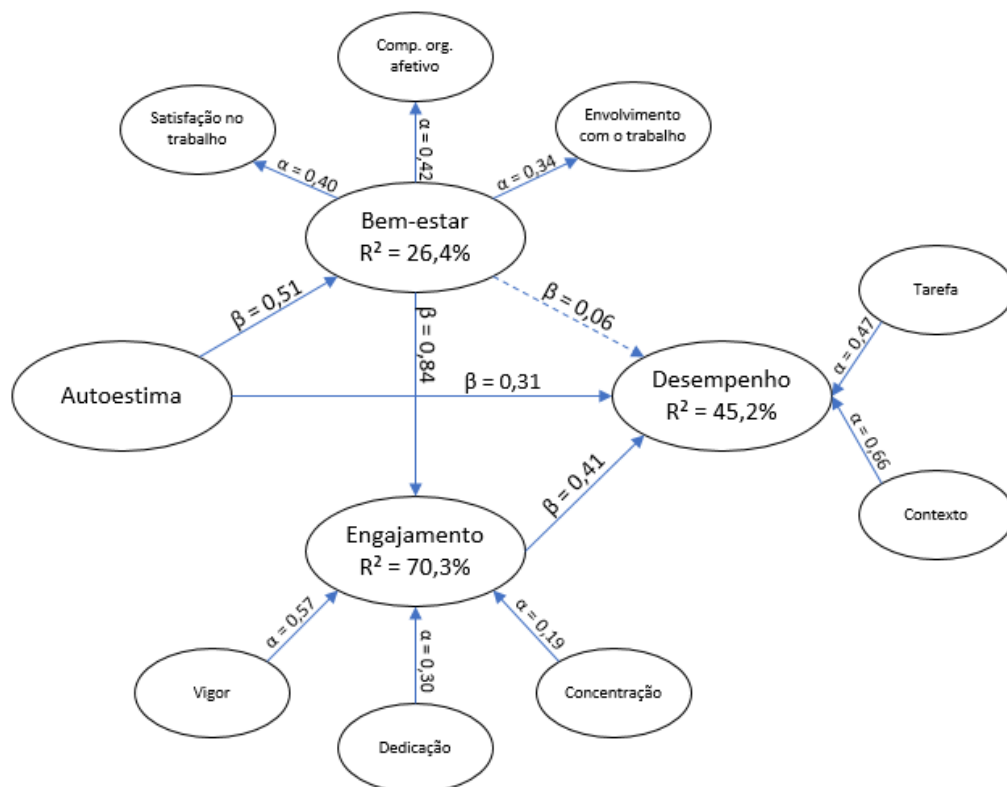 Comp. org.
afetivo
Satisfação no
trabalho
Envolvimento
com o trabalho
α = 0,40
α = 0,42
α = 0,34
Bem-estar
R² = 26,4%
β = 0,51
β = 0,84
β = 0,06
Tarefa
α = 0,47
Autoestima
β = 0,31
Desempenho
R² = 45,2%
α = 0,66
Contexto
β = 0,41
Engajamento
R² = 70,3%
α = 0,57
α = 0,30
α = 0,19
Vigor
Dedicação
Concentração